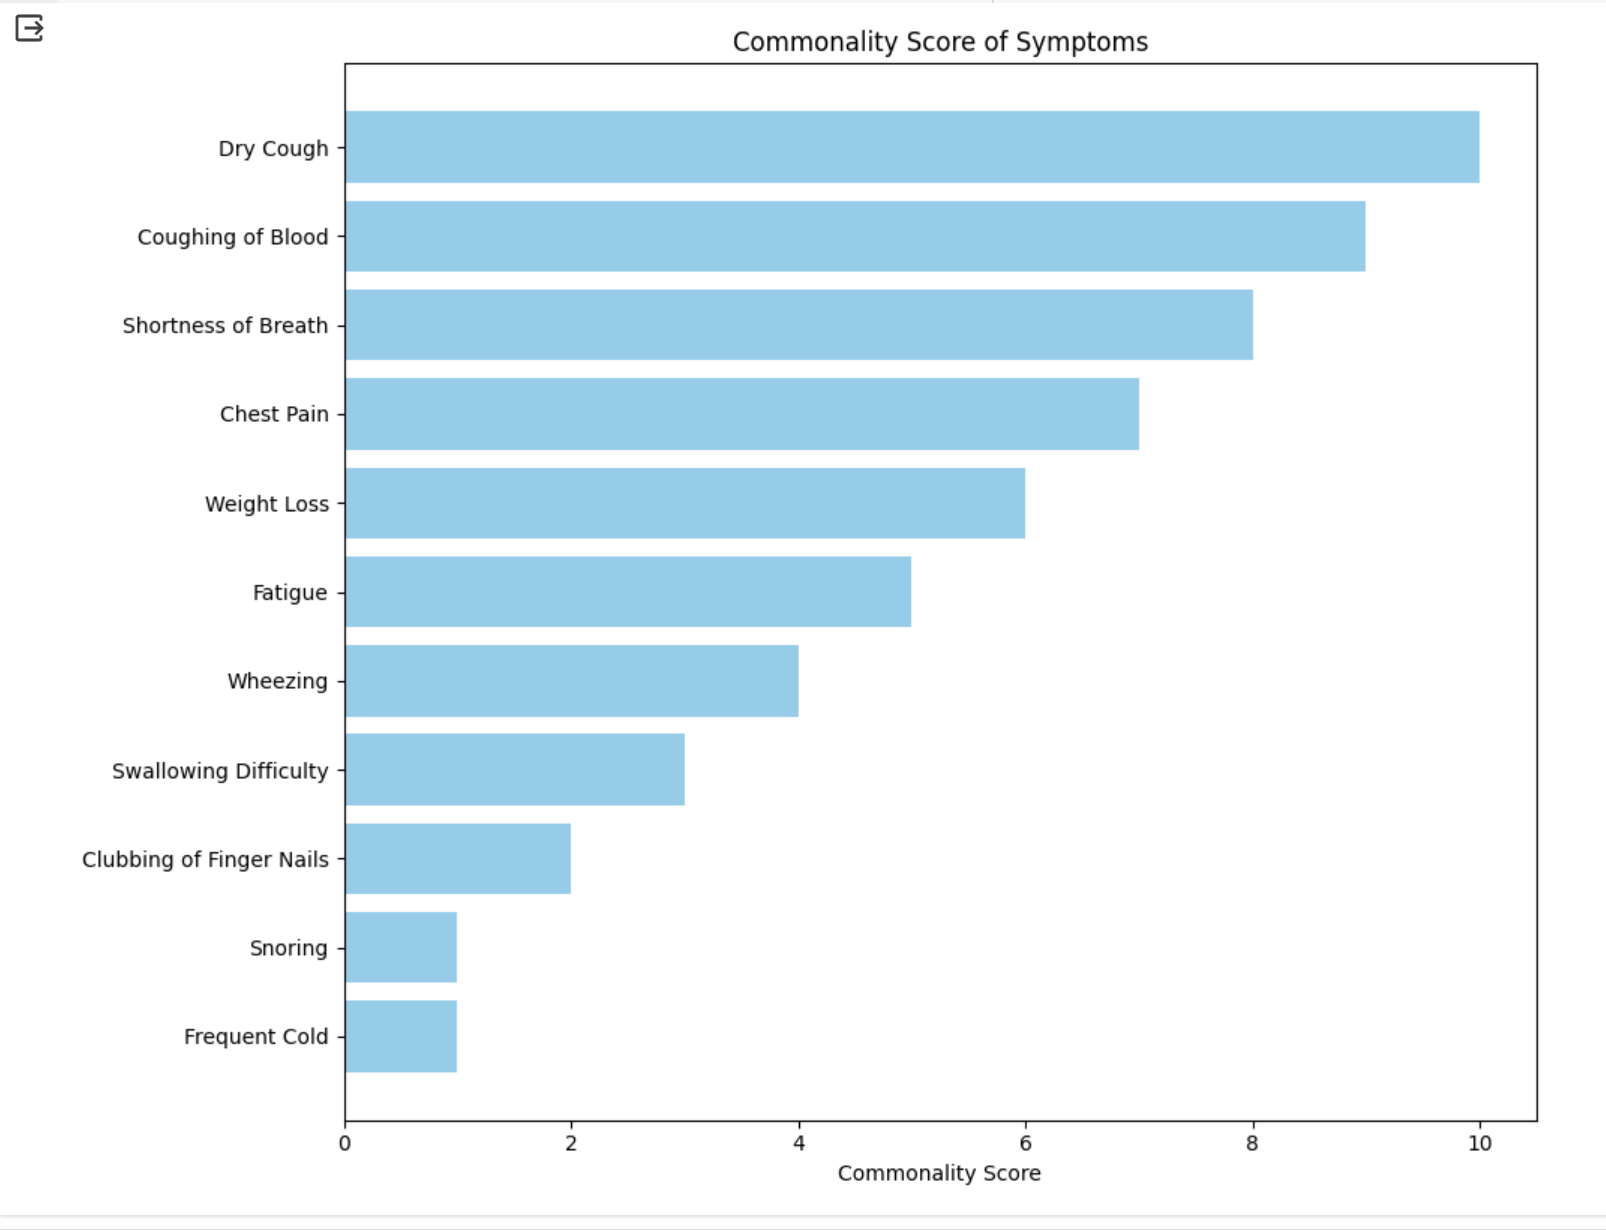 Commonality Score of Symptoms
Dry Cough
Coughing of Blood
Shortness of Breath
Chest Pain
Weight Loss
Fatigue
Wheezing
Swallowing Difficulty
Clubbing of Finger Nails
Snoring
Frequent Cold
0 2 4 6 8 10
Commonality Score